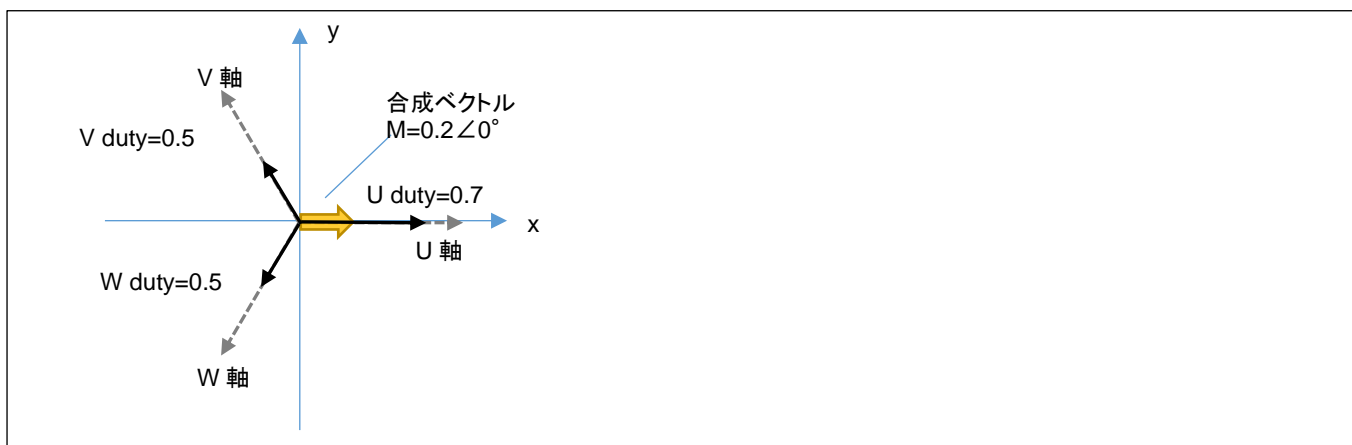 y
V 軸
合成ベクトル
M=0.2∠0°
V duty=0.5
U duty=0.7
x
U 軸
W duty=0.5
W 軸